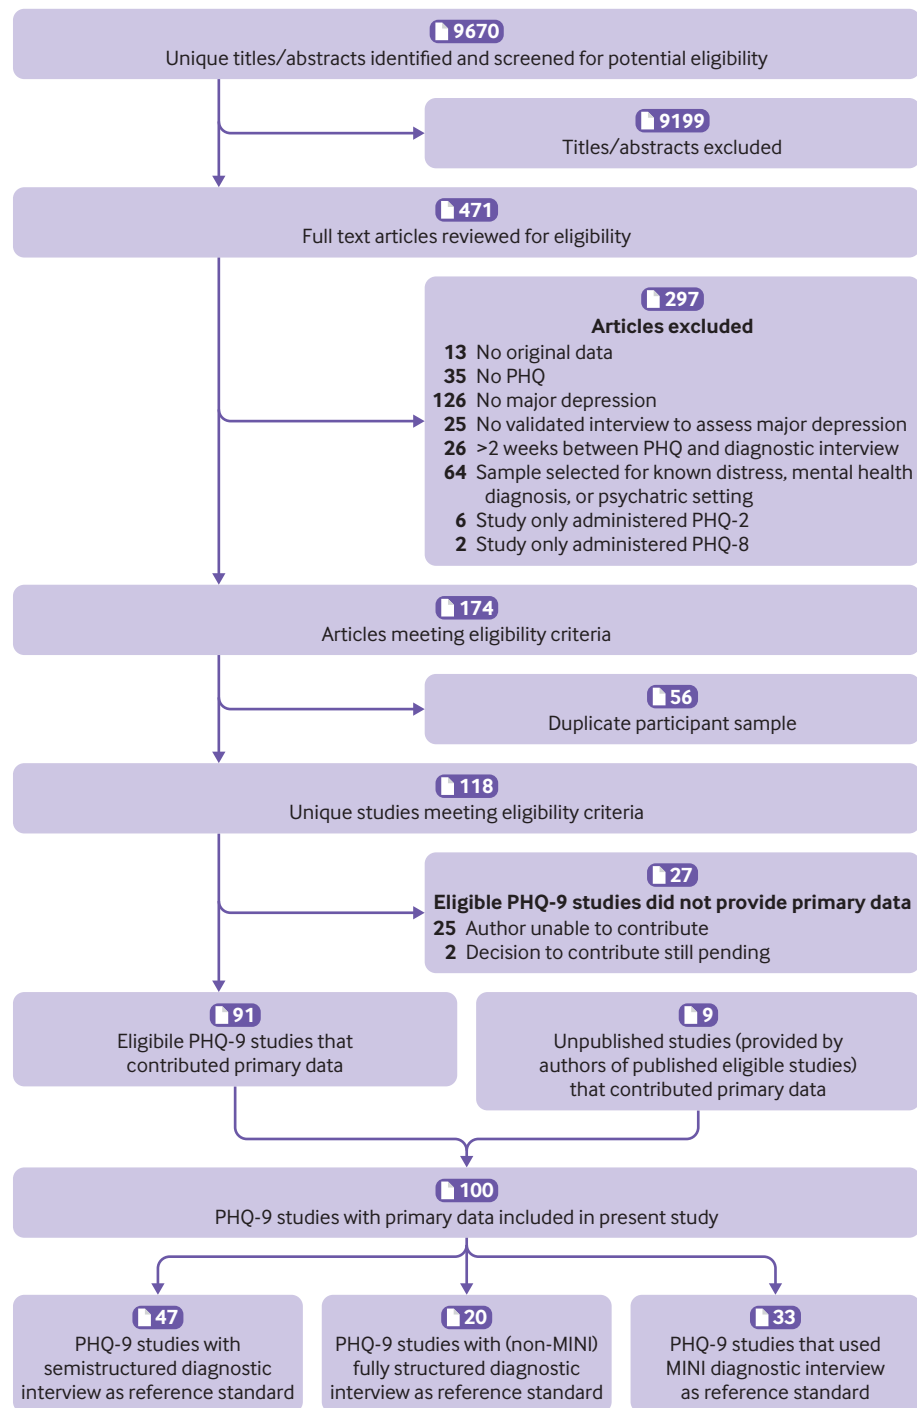 9670
Unique titles/abstracts identified and screened for potential eligibility
9199
Titles/abstracts excluded
471
Full text articles reviewed for eligibility
297
Articles excluded
13 No original data
35 No PHQ
126 No major depression
25 No validated interview to assess major depression
26 >2 weeks between PHQ and diagnostic interview
64 Sample selected for known distress, mental health
diagnosis, or psychatric setting
6 Study only administered PHQ-2
2 Study only administered PHQ-8
174
Articles meeting eligibility criteria
56
Duplicate participant sample
118
Unique studies meeting eligibility criteria
27
Eligible PHQ-9 studies did not provide primary data
25 Author unable to contribute
2 Decision to contribute still pending
91
Eligibile PHQ-9 studies that
contributed primary data
9
Unpublished studies (provided by
authors of published eligible studies)
that contributed primary data
100
PHQ-9 studies with primary data included in present study
47
PHQ-9 studies with
semistructured diagnostic
interview as reference standard
20
PHQ-9 studies with (non-MINI)
fully structured diagnostic
interview as reference standard
33
PHQ-9 studies that used
MINI diagnostic interview
as reference standard